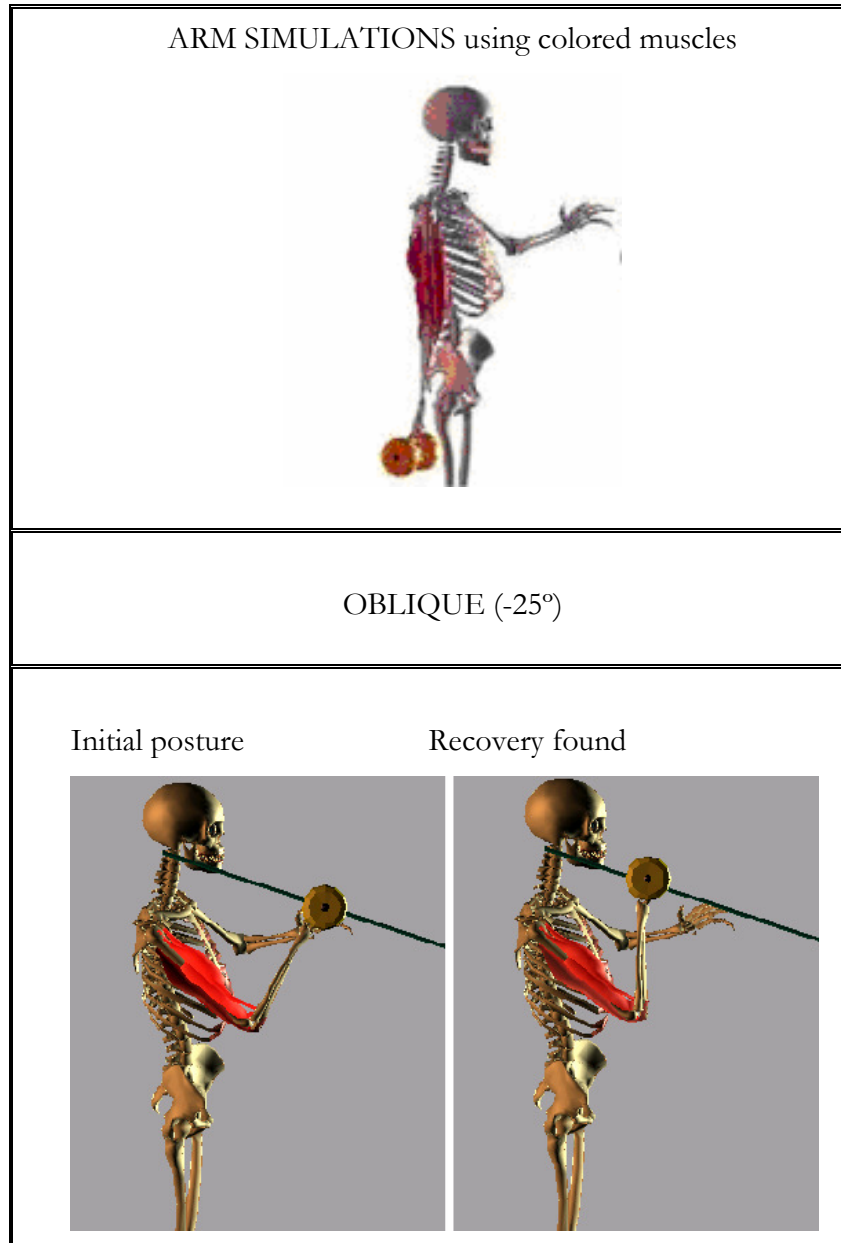 ARM SIMULATIONS using colored muscles
OBLIQUE (-25º)
Initial posture
Recovery found